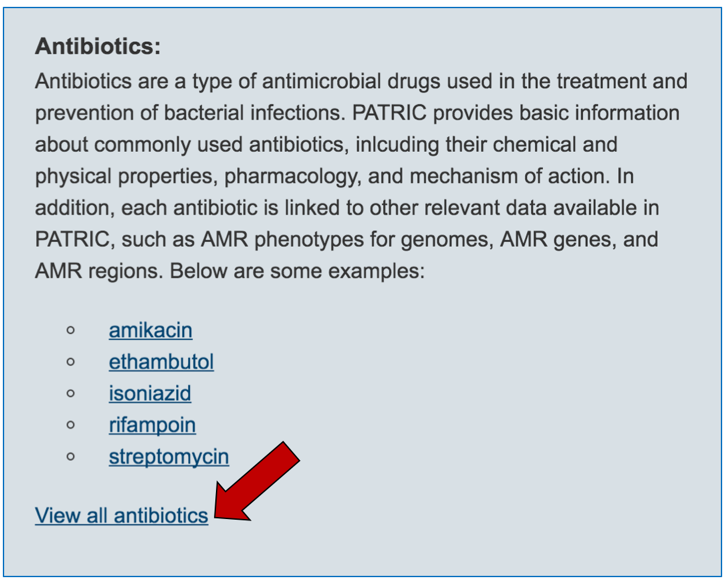 Antibiotics:
Antibiotics are a type of antimicrobial drugs used in the treatment and
prevention of bacterial infections. PATRIC provides basic information
about commonly used antibiotics, inlcuding their chemical and
physical properties, pharmacology, and mechanism of action. In
addition, each antibiotic is linked to other relevant data available in
PATRIC, such as AMR phenotypes for genomes, AMR genes, and
AMR regions. Below are some examples:
amikacin
ethambutol
isoniazid
rifampoin
streptomycin
View all antibiotics